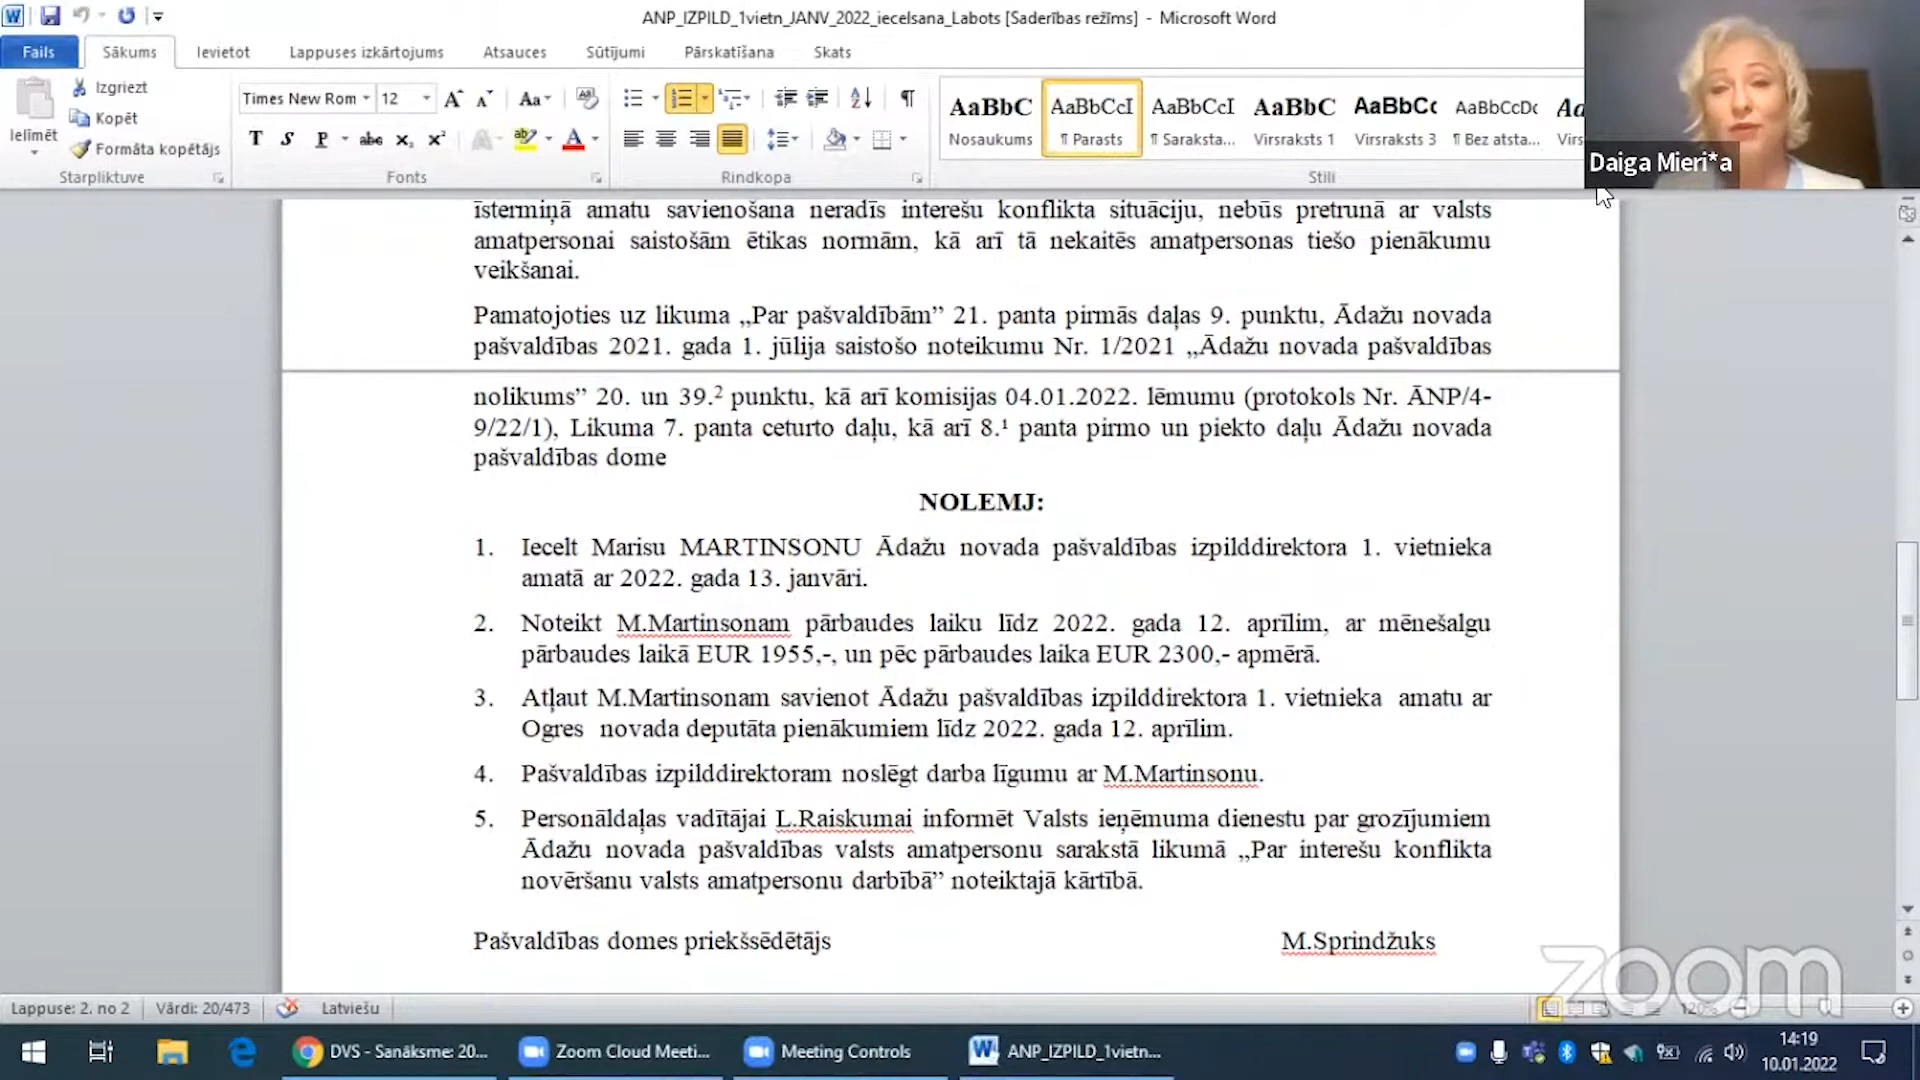 ANP_IZPILD_1vietn_JANV_2022_iecelsana_Labots [Saderības režīms] - Microsoft Word
Fails Sākums Ievietot Lappuses izkārtojums Atsauces Sūtījumi Pārskatīšana Skats
Ielīmēt
Izgriezt
Kopēt
Formāta kopētājs
Starpliktuve
Times New Rom 12
Fonts
Rindkopa
AaBbC AaBbCcI AaBbCcI AaBbC AaBbCc AaBbCcDc Aa
Nosaukums ¶ Parasts ¶ Saraksta... Virsraksts 1 Virsraksts 3 ¶ Bez atsta... Virs
Stili
Daiga Mieri*a
īstermiņā amatu savienošana neradīs interešu konflikta situāciju, nebūs pretrunā ar valsts
amatpersonai saistošām ētikas normām, kā arī tā nekaitēs amatpersonas tiešo pienākumu
veikšanai.
Pamatojoties uz likuma „Par pašvaldībām” 21. panta pirmās daļas 9. punktu, Ādažu novada
pašvaldības 2021. gada 1. jūlija saistošo noteikumu Nr. 1/2021 „Ādažu novada pašvaldības
nolikums” 20. un 39.² punktu, kā arī komisijas 04.01.2022. lēmumu (protokols Nr. ĀNP/4-
9/22/1), Likuma 7. panta ceturto daļu, kā arī 8.¹ panta pirmo un piekto daļu Ādažu novada
pašvaldības dome
NOLEMJ:
1. Iecelt Marisu MARTINSONU Ādažu novada pašvaldības izpilddirektora 1. vietnieka
amatā ar 2022. gada 13. janvāri.
2. Noteikt M.Martinsonam pārbaudes laiku līdz 2022. gada 12. aprīlim, ar mēnešalgu
pārbaudes laikā EUR 1955,-, un pēc pārbaudes laika EUR 2300,- apmērā.
3. Atļaut M.Martinsonam savienot Ādažu pašvaldības izpilddirektora 1. vietnieka amatu ar
Ogres novada deputāta pienākumiem līdz 2022. gada 12. aprīlim.
4. Pašvaldības izpilddirektoram noslēgt darba līgumu ar M.Martinsonu.
5. Personāldaļas vadītājai L.Raiskumai informēt Valsts ieņēmuma dienestu par grozījumiem
Ādažu novada pašvaldības valsts amatpersonu sarakstā likumā „Par interešu konflikta
novēršanu valsts amatpersonu darbībā” noteiktajā kārtībā.
Pašvaldības domes priekšsēdētājs M.Sprindžuks
zoom
Lappuse: 2. no 2 Vārdi: 20/473 Latviešu 120%
DVS - Sanāksme: 20... Zoom Cloud Meeti... Meeting Controls ANP_IZPILD_1vietn...
14:19
10.01.2022